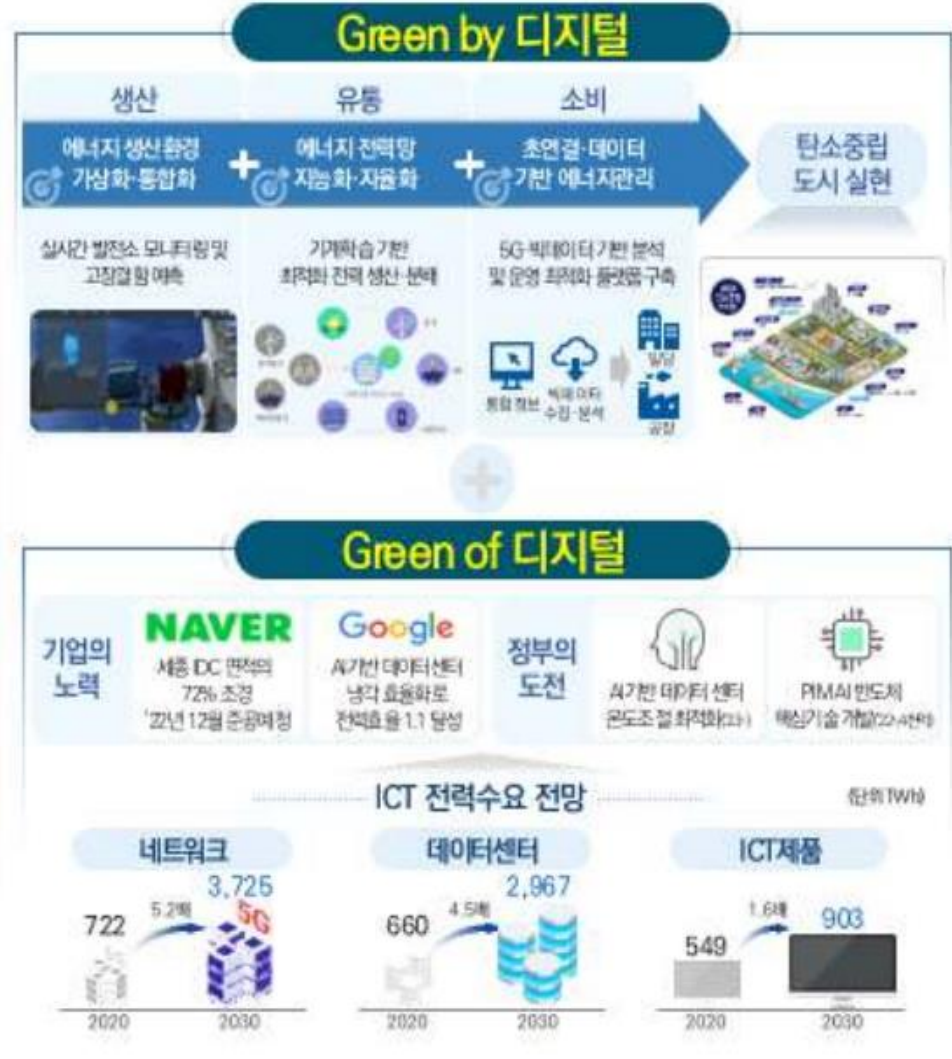 Green by 디지털
생산
유통
소비
에너지 생산환경
가상화·통합화
+
에너지 전력망
지능화·자율화
+
초연결·데이터
기반 에너지관리
탄소중립
도시 실현
실시간 발전소 모니터링 및
고장결함 예측
기계학습 기반
최적화 전력 생산·분배
5G·빅데이터 기반 분석
및 운영 최적화 플랫폼 구축
통합 정보
빅데이터
수집·분석
빌딩
공장
+
Green of 디지털
기업의
노력
NAVER
세종 IDC 면적의
72% 조경
'22년 12월 준공예정
Google
AI기반 데이터센터
냉각 효율화로
전력효율 1.1 달성
정부의
도전
AI기반 데이터 센터
온도조절 최적화
PIM AI 반도체
핵심기술 개발
ICT 전력수요 전망
(단위 TWh)
네트워크
722
5.2배
3,725
5G
2020
2030
데이터센터
660
4.5배
2,967
2020
2030
ICT제품
549
1.6배
903
2020
2030